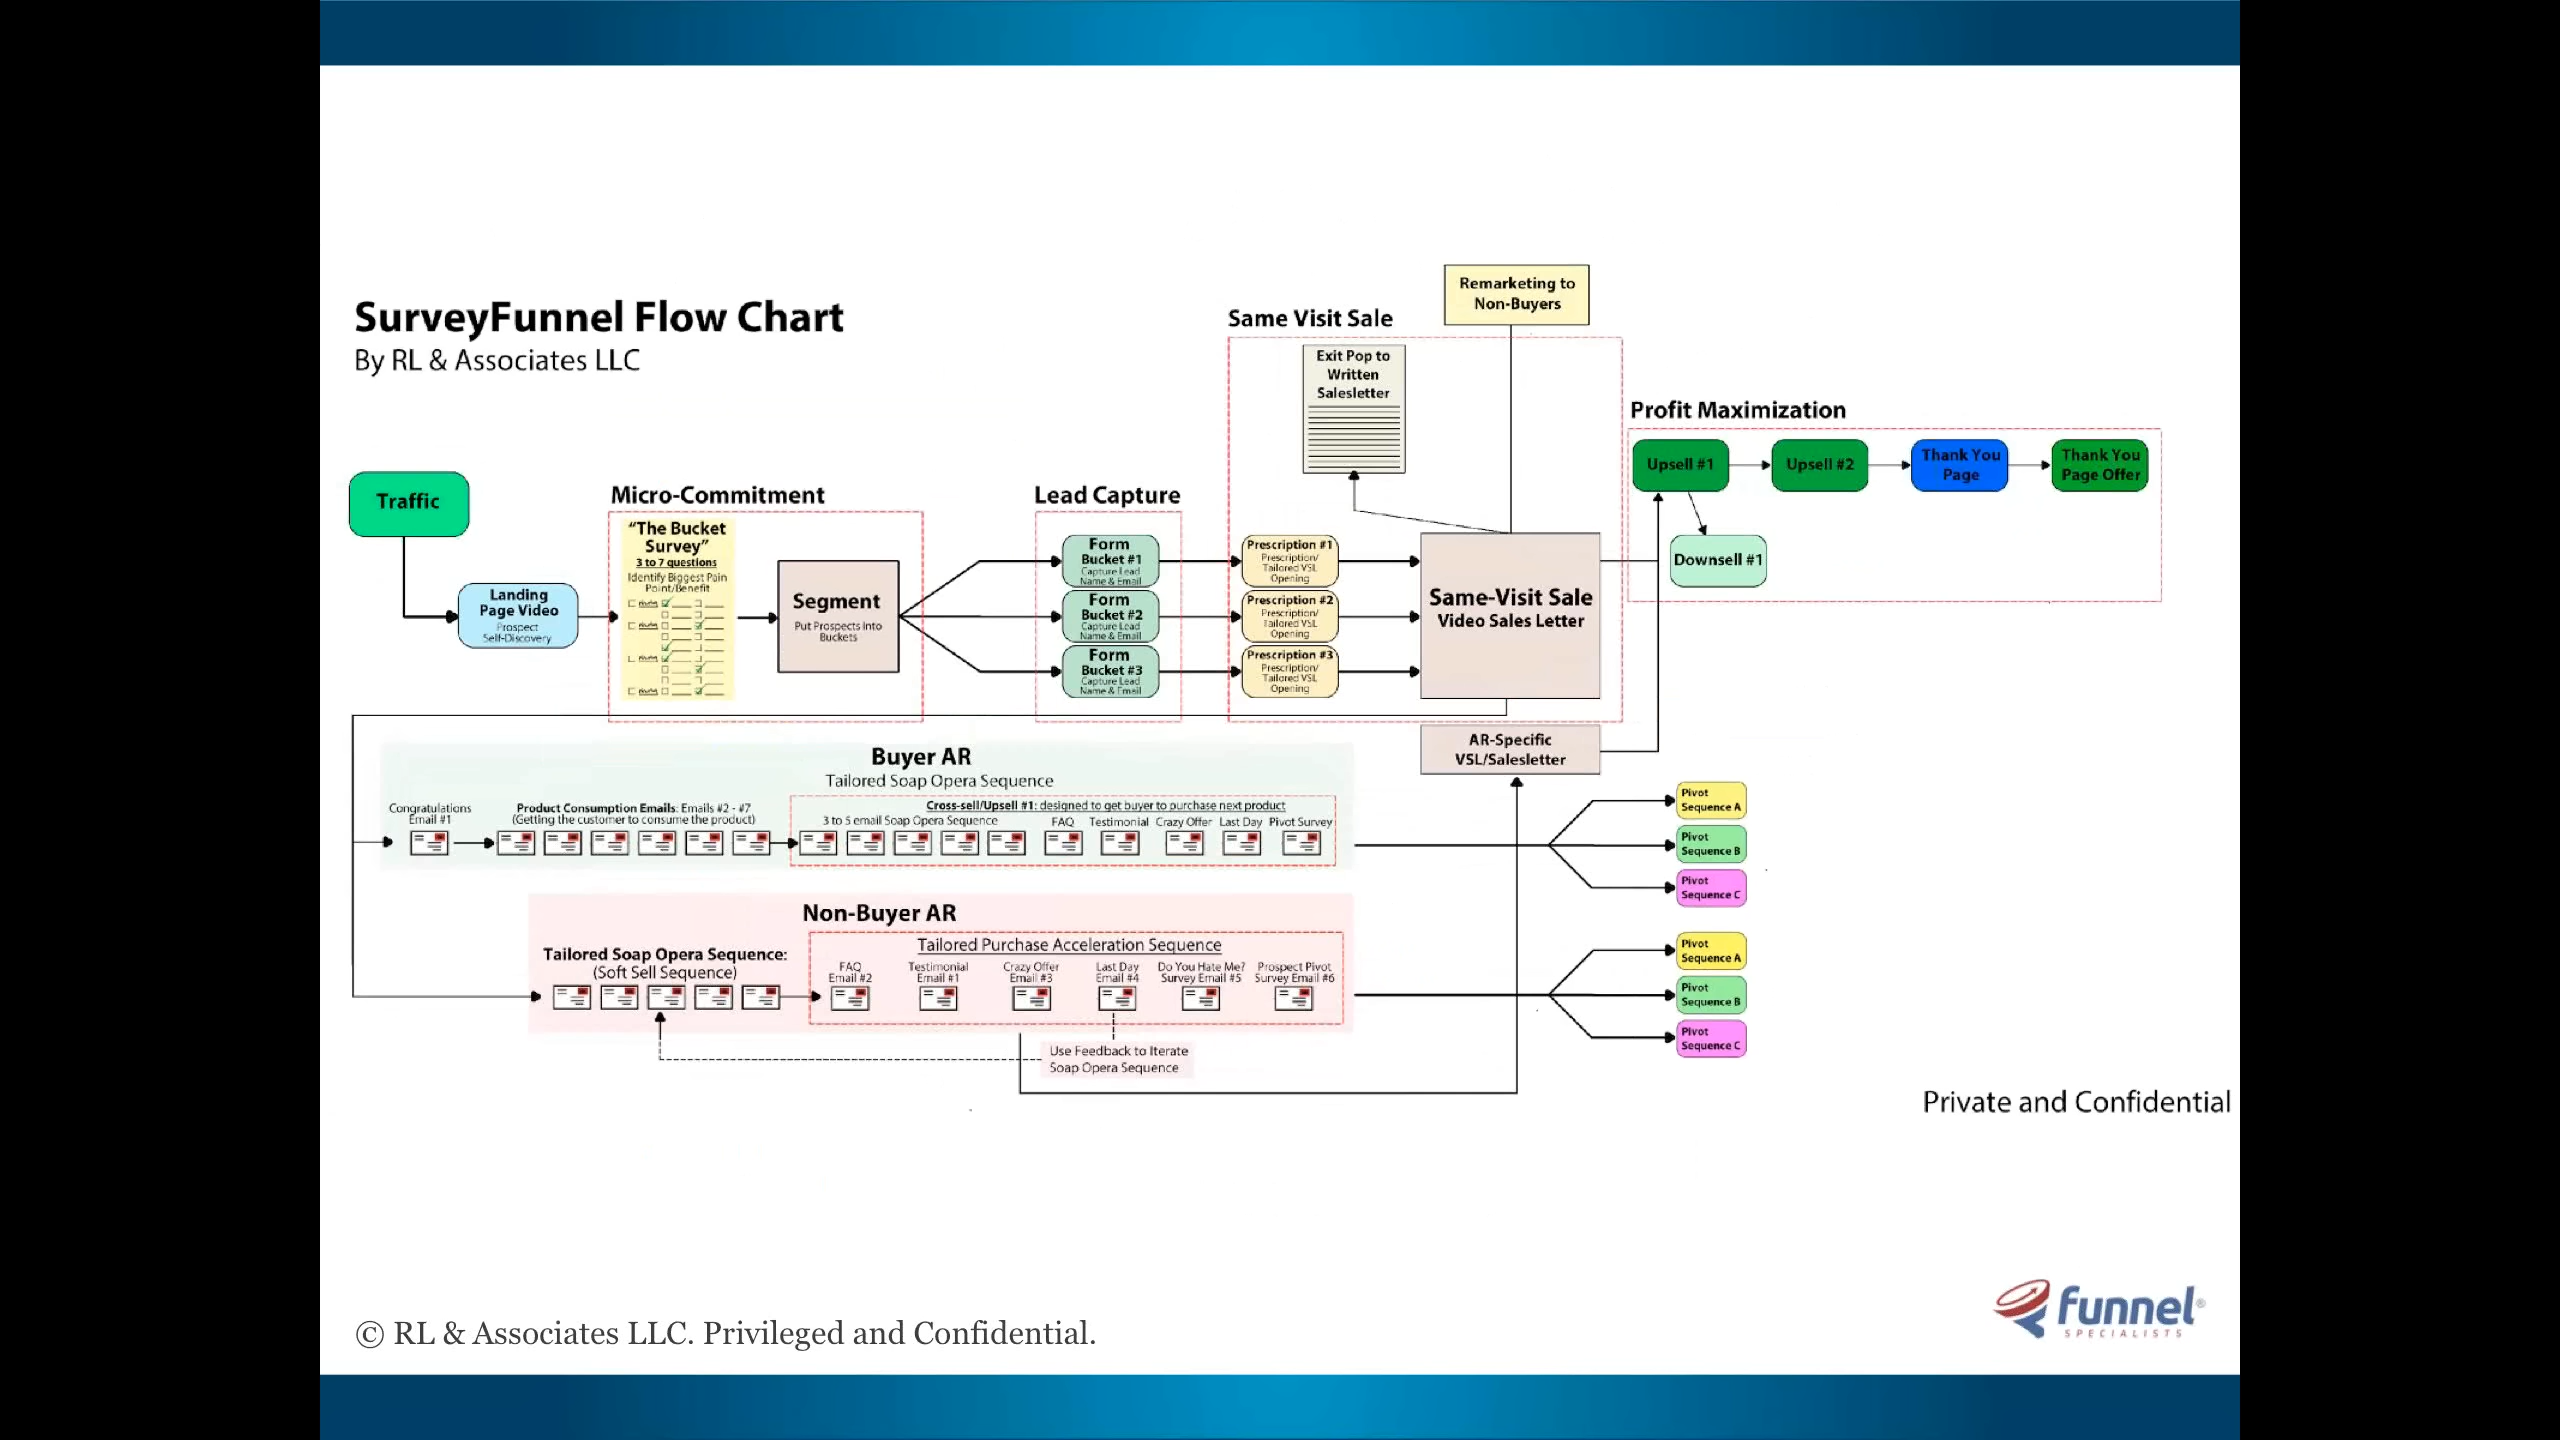 SurveyFunnel Flow Chart
By RL & Associates LLC
Remarketing to
Non-Buyers
Same Visit Sale
Exit Pop to
Written
Salesletter
Profit Maximization
Upsell #1
Upsell #2
Thank You
Page
Thank You
Page Offer
Downsell #1
Traffic
Landing
Page Video
Prospect
Self-Discovery
Micro-Commitment
“The Bucket
Survey”
3 to 7 questions
Identify Biggest Pain
Point/Benefit
Segment
Put Prospects Into
Buckets
Lead Capture
Form
Bucket #1
Capture Lead
Name & Email
Form
Bucket #2
Capture Lead
Name & Email
Form
Bucket #3
Capture Lead
Name & Email
Prescription #1
Prescription/
Tailored VSL
Opening
Prescription #2
Prescription/
Tailored VSL
Opening
Prescription #3
Prescription/
Tailored VSL
Opening
Same-Visit Sale
Video Sales Letter
AR-Specific
VSL/Salesletter
Buyer AR
Tailored Soap Opera Sequence
Congratulations
Email #1
Product Consumption Emails: Emails #2 - #7
(Getting the customer to consume the product)
Cross-sell/Upsell #1: designed to get buyer to purchase next product
3 to 5 email Soap Opera Sequence
FAQ
Testimonial
Crazy Offer
Last Day
Pivot Survey
Pivot
Sequence A
Pivot
Sequence B
Pivot
Sequence C
Non-Buyer AR
Tailored Soap Opera Sequence:
(Soft Sell Sequence)
Tailored Purchase Acceleration Sequence
FAQ
Email #2
Testimonial
Email #1
Crazy Offer
Email #3
Last Day
Email #4
Do You Hate Me?
Survey Email #5
Prospect Pivot
Survey Email #6
Pivot
Sequence A
Pivot
Sequence B
Pivot
Sequence C
Use Feedback to Iterate
Soap Opera Sequence
Private and Confidential
funnel®
SPECIALISTS
© RL & Associates LLC. Privileged and Confidential.